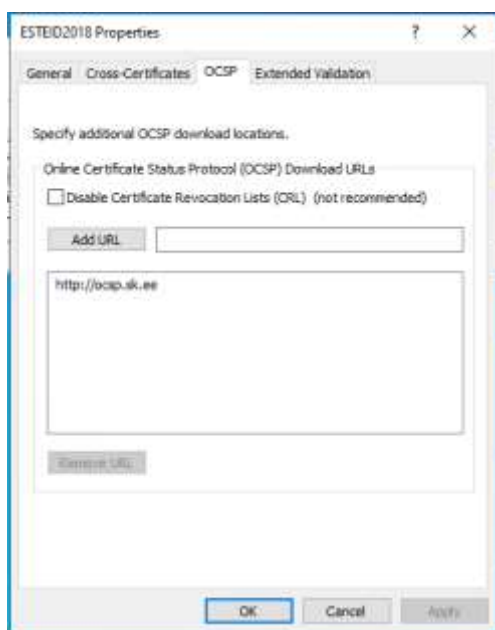 ESTEID2018 Properties
? ×
General Cross-Certificates OCSP Extended Validation
Specify additional OCSP download locations.
Online Certificate Status Protocol (OCSP) Download URLs
Disable Certificate Revocation Lists (CRL) (not recommended)
Add URL
http://ocsp.sk.ee
Remove URL
OK Cancel Apply